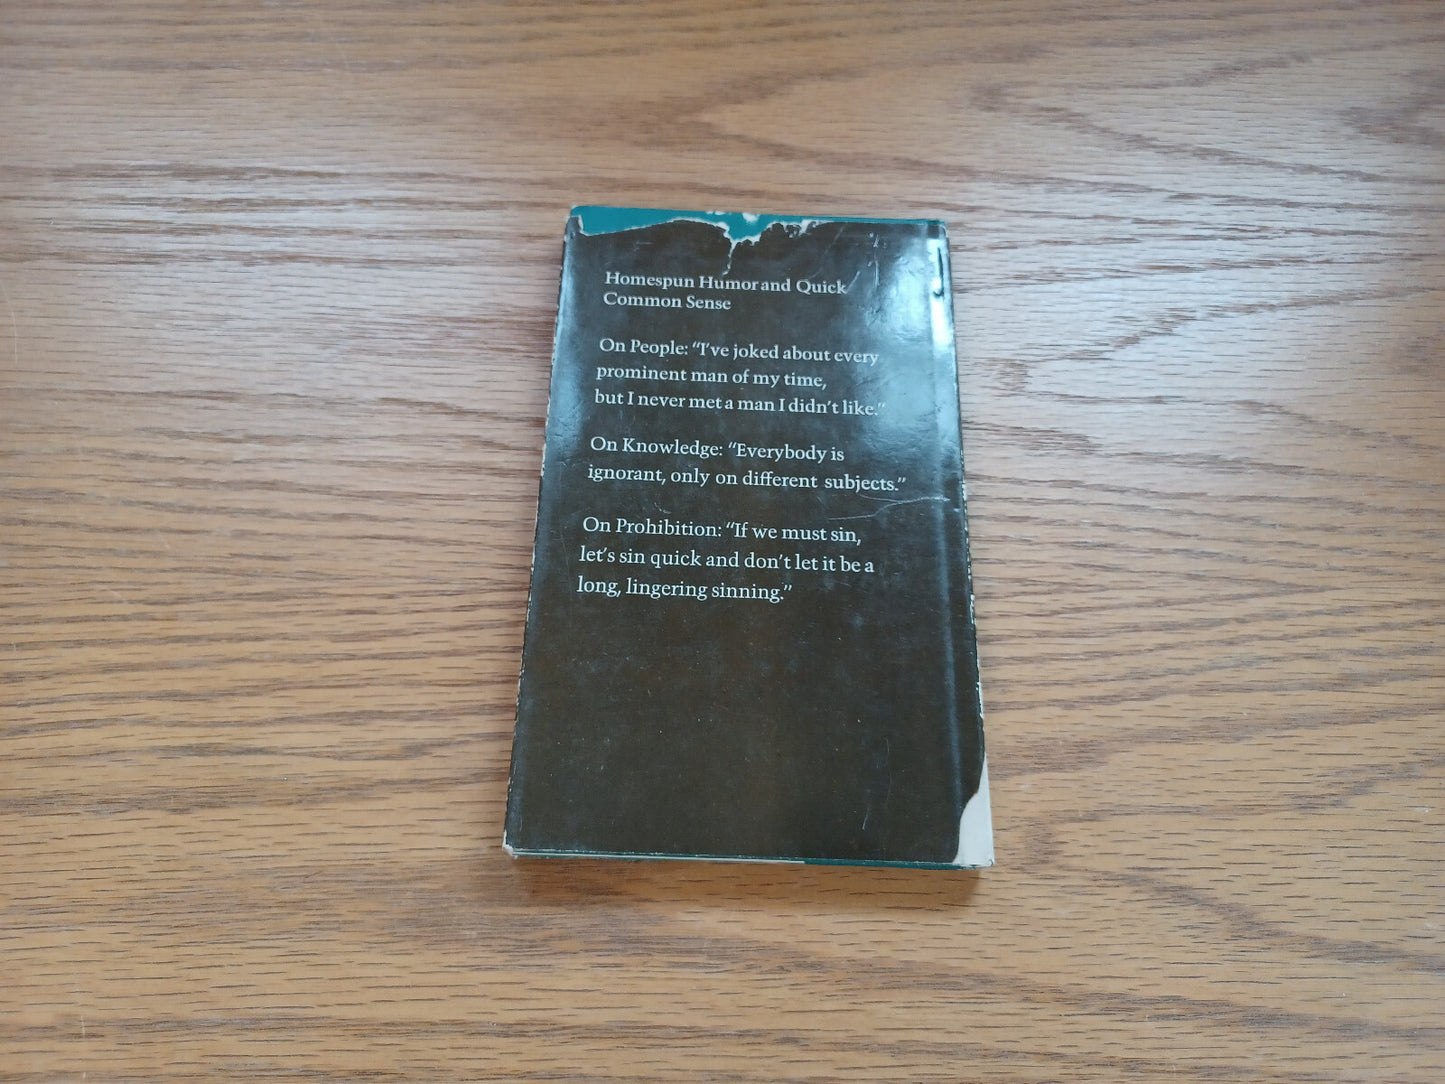 Homespun Humor and Quick
Common Sense
On People: “I’ve joked about every
prominent man of my time,
but I never met a man I didn’t like.”
On Knowledge: “Everybody is
ignorant, only on different subjects.”
On Prohibition: “If we must sin,
let’s sin quick and don’t let it be a
long, lingering sinning.”